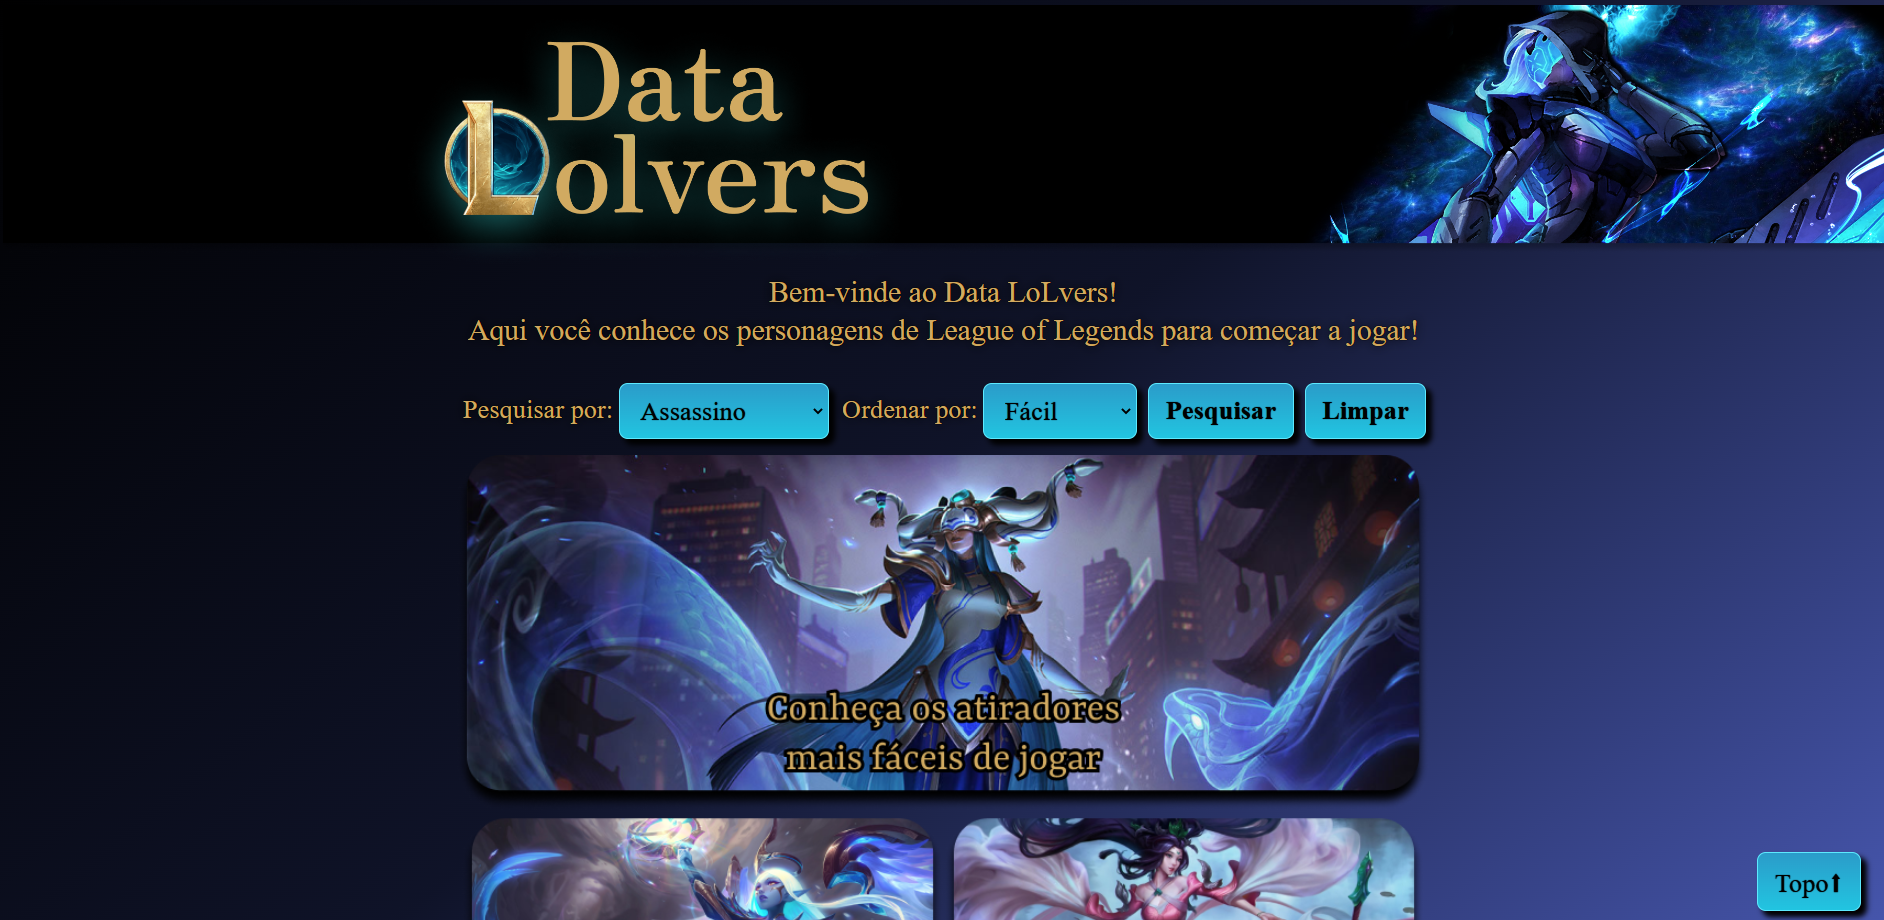 Data
Lolvers
Bem-vinde ao Data LoLvers!
Aqui você conhece os personagens de League of Legends para começar a jogar!
Pesquisar por: Assassino Ordenar por: Fácil Pesquisar Limpar
Conheça os atiradores
mais fáceis de jogar
Topo⬆